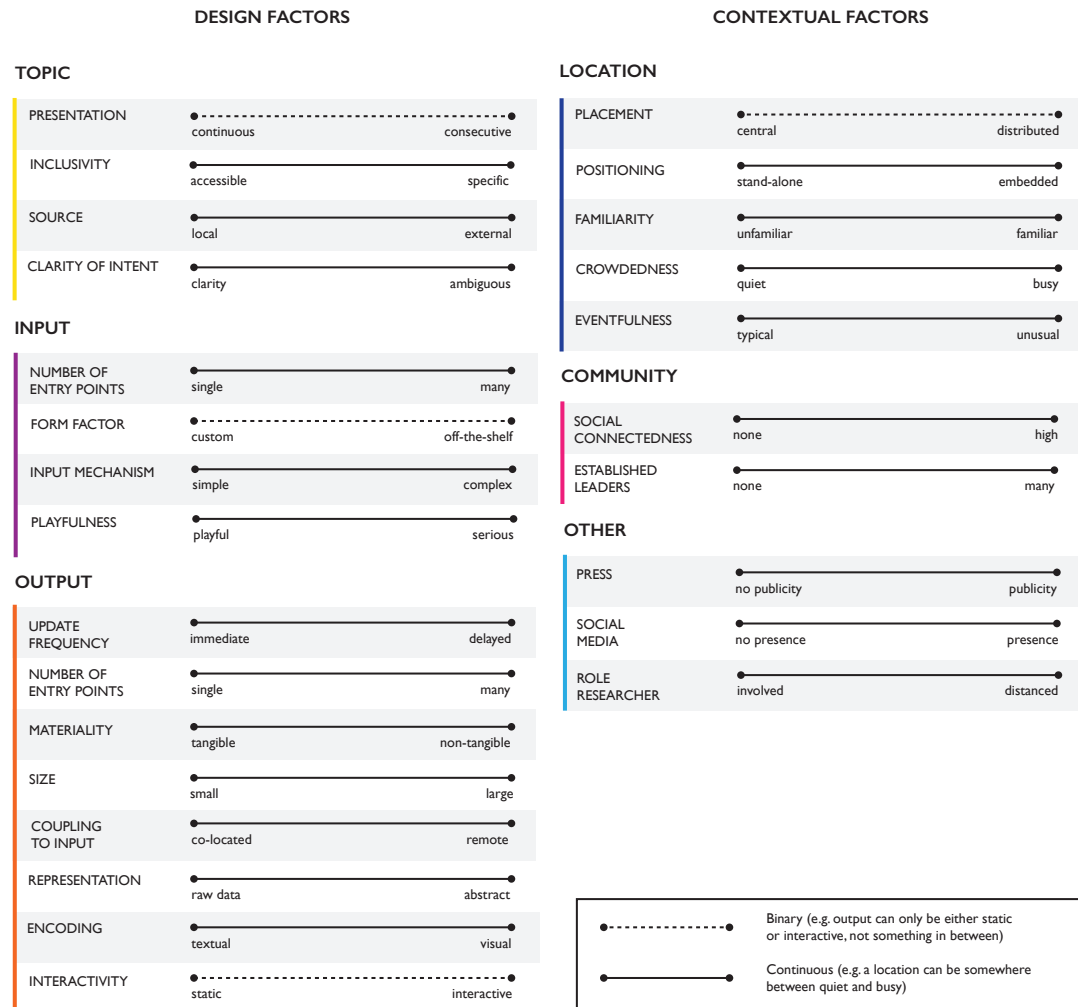 DESIGN FACTORS
TOPIC
PRESENTATION
continuous consecutive
INCLUSIVITY
accessible specific
SOURCE
local external
CLARITY OF INTENT
clarity ambiguous
INPUT
NUMBER OF
ENTRY POINTS
single many
FORM FACTOR
custom off-the-shelf
INPUT MECHANISM
simple complex
PLAYFULNESS
playful serious
OUTPUT
UPDATE
FREQUENCY
immediate delayed
NUMBER OF
ENTRY POINTS
single many
MATERIALITY
tangible non-tangible
SIZE
small large
COUPLING
TO INPUT
co-located remote
REPRESENTATION
raw data abstract
ENCODING
textual visual
INTERACTIVITY
static interactive
CONTEXTUAL FACTORS
LOCATION
PLACEMENT
central distributed
POSITIONING
stand-alone embedded
FAMILIARITY
unfamiliar familiar
CROWDEDNESS
quiet busy
EVENTFULNESS
typical unusual
COMMUNITY
SOCIAL
CONNECTEDNESS
none high
ESTABLISHED
LEADERS
none many
OTHER
PRESS
no publicity publicity
SOCIAL
MEDIA
no presence presence
ROLE
RESEARCHER
involved distanced
Binary (e.g. output can only be either static
or interactive, not something in between)
Continuous (e.g. a location can be somewhere
between quiet and busy)